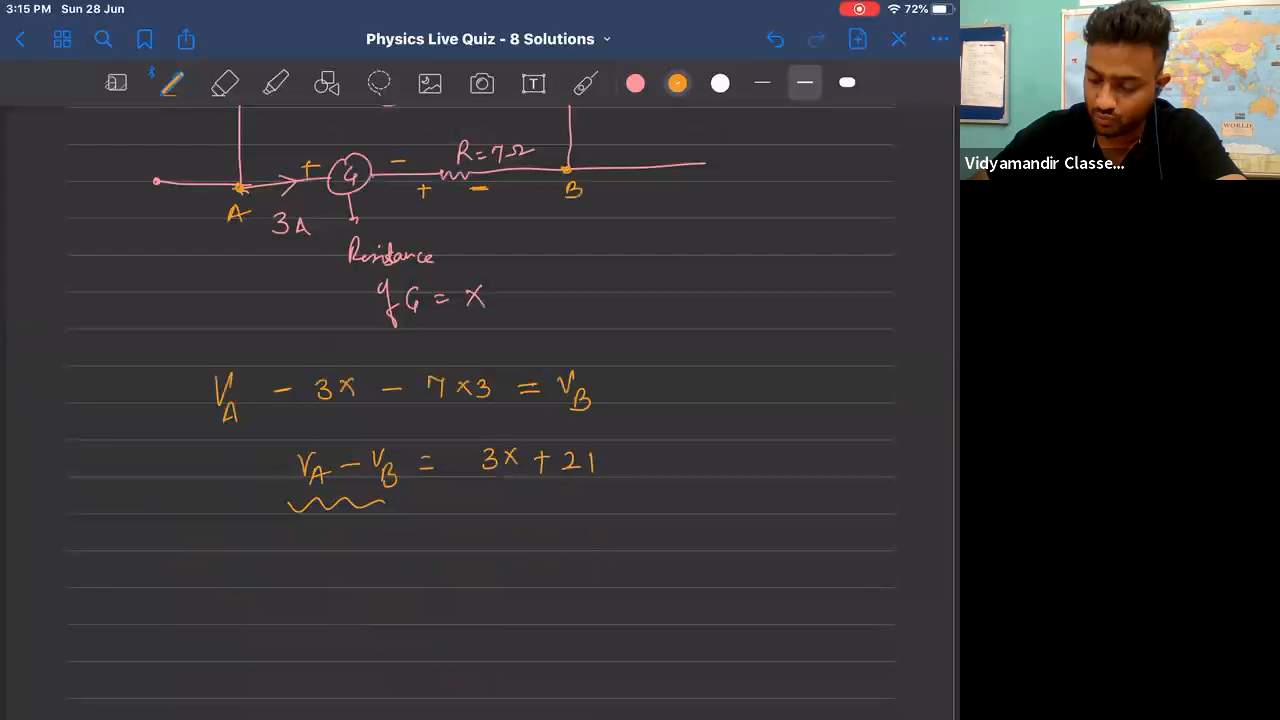 3:15 PM Sun 28 Jun
72%
Physics Live Quiz - 8 Solutions
T
R=7Ω
+ G −
+ −
A B
3A
Resistance
of G = x
V_A − 3x − 7×3 = V_B
V_A − V_B = 3x + 21
WORLD
Vidyamandir Classe...